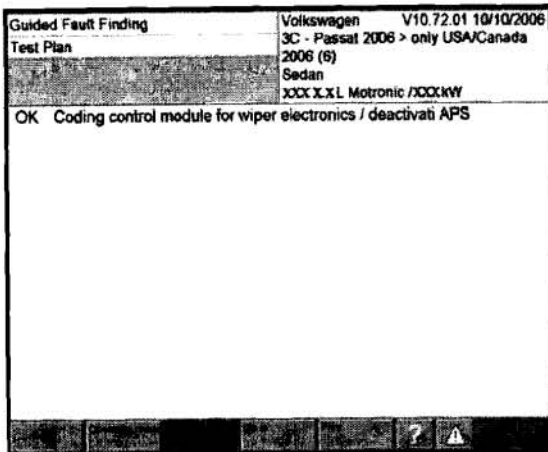 Guided Fault Finding
Test Plan
Volkswagen V10.72.01 10/10/2006
3C - Passat 2006 > only USA/Canada
2006 (6)
Sedan
XXX X.XL Motronic /XXXkW
OK Coding control module for wiper electronics / deactivati APS
?